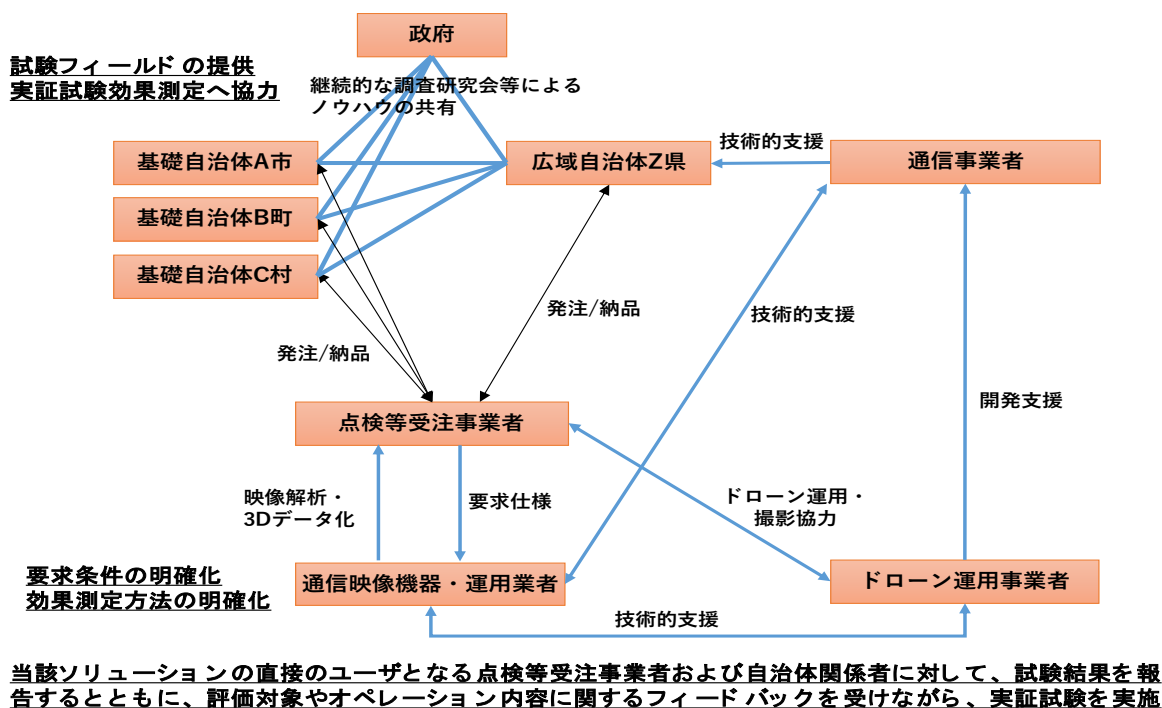 政府
試験フィールドの提供
実証試験効果測定へ協力
継続的な調査研究会等による
ノウハウの共有
基礎自治体A市
広域自治体Z県
技術的支援
通信事業者
基礎自治体B町
基礎自治体C村
発注/納品
技術的支援
発注/納品
開発支援
点検等受注事業者
映像解析・
3Dデータ化
要求仕様
ドローン運用・
撮影協力
要求条件の明確化
効果測定方法の明確化
通信映像機器・運用業者
ドローン運用事業者
技術的支援
当該ソリューションの直接のユーザとなる点検等受注事業者および自治体関係者に対して、試験結果を報
告するとともに、評価対象やオペレーション内容に関するフィードバックを受けながら、実証試験を実施